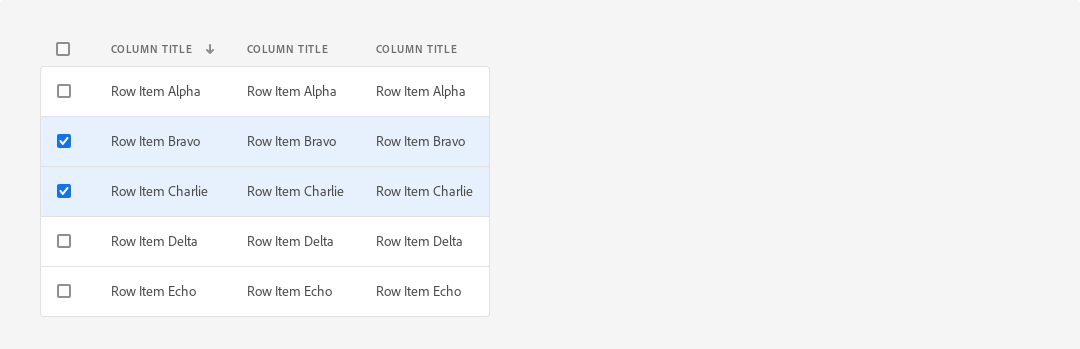 COLUMN TITLE COLUMN TITLE COLUMN TITLE
Row Item Alpha Row Item Alpha Row Item Alpha
Row Item Bravo Row Item Bravo Row Item Bravo
Row Item Charlie Row Item Charlie Row Item Charlie
Row Item Delta Row Item Delta Row Item Delta
Row Item Echo Row Item Echo Row Item Echo